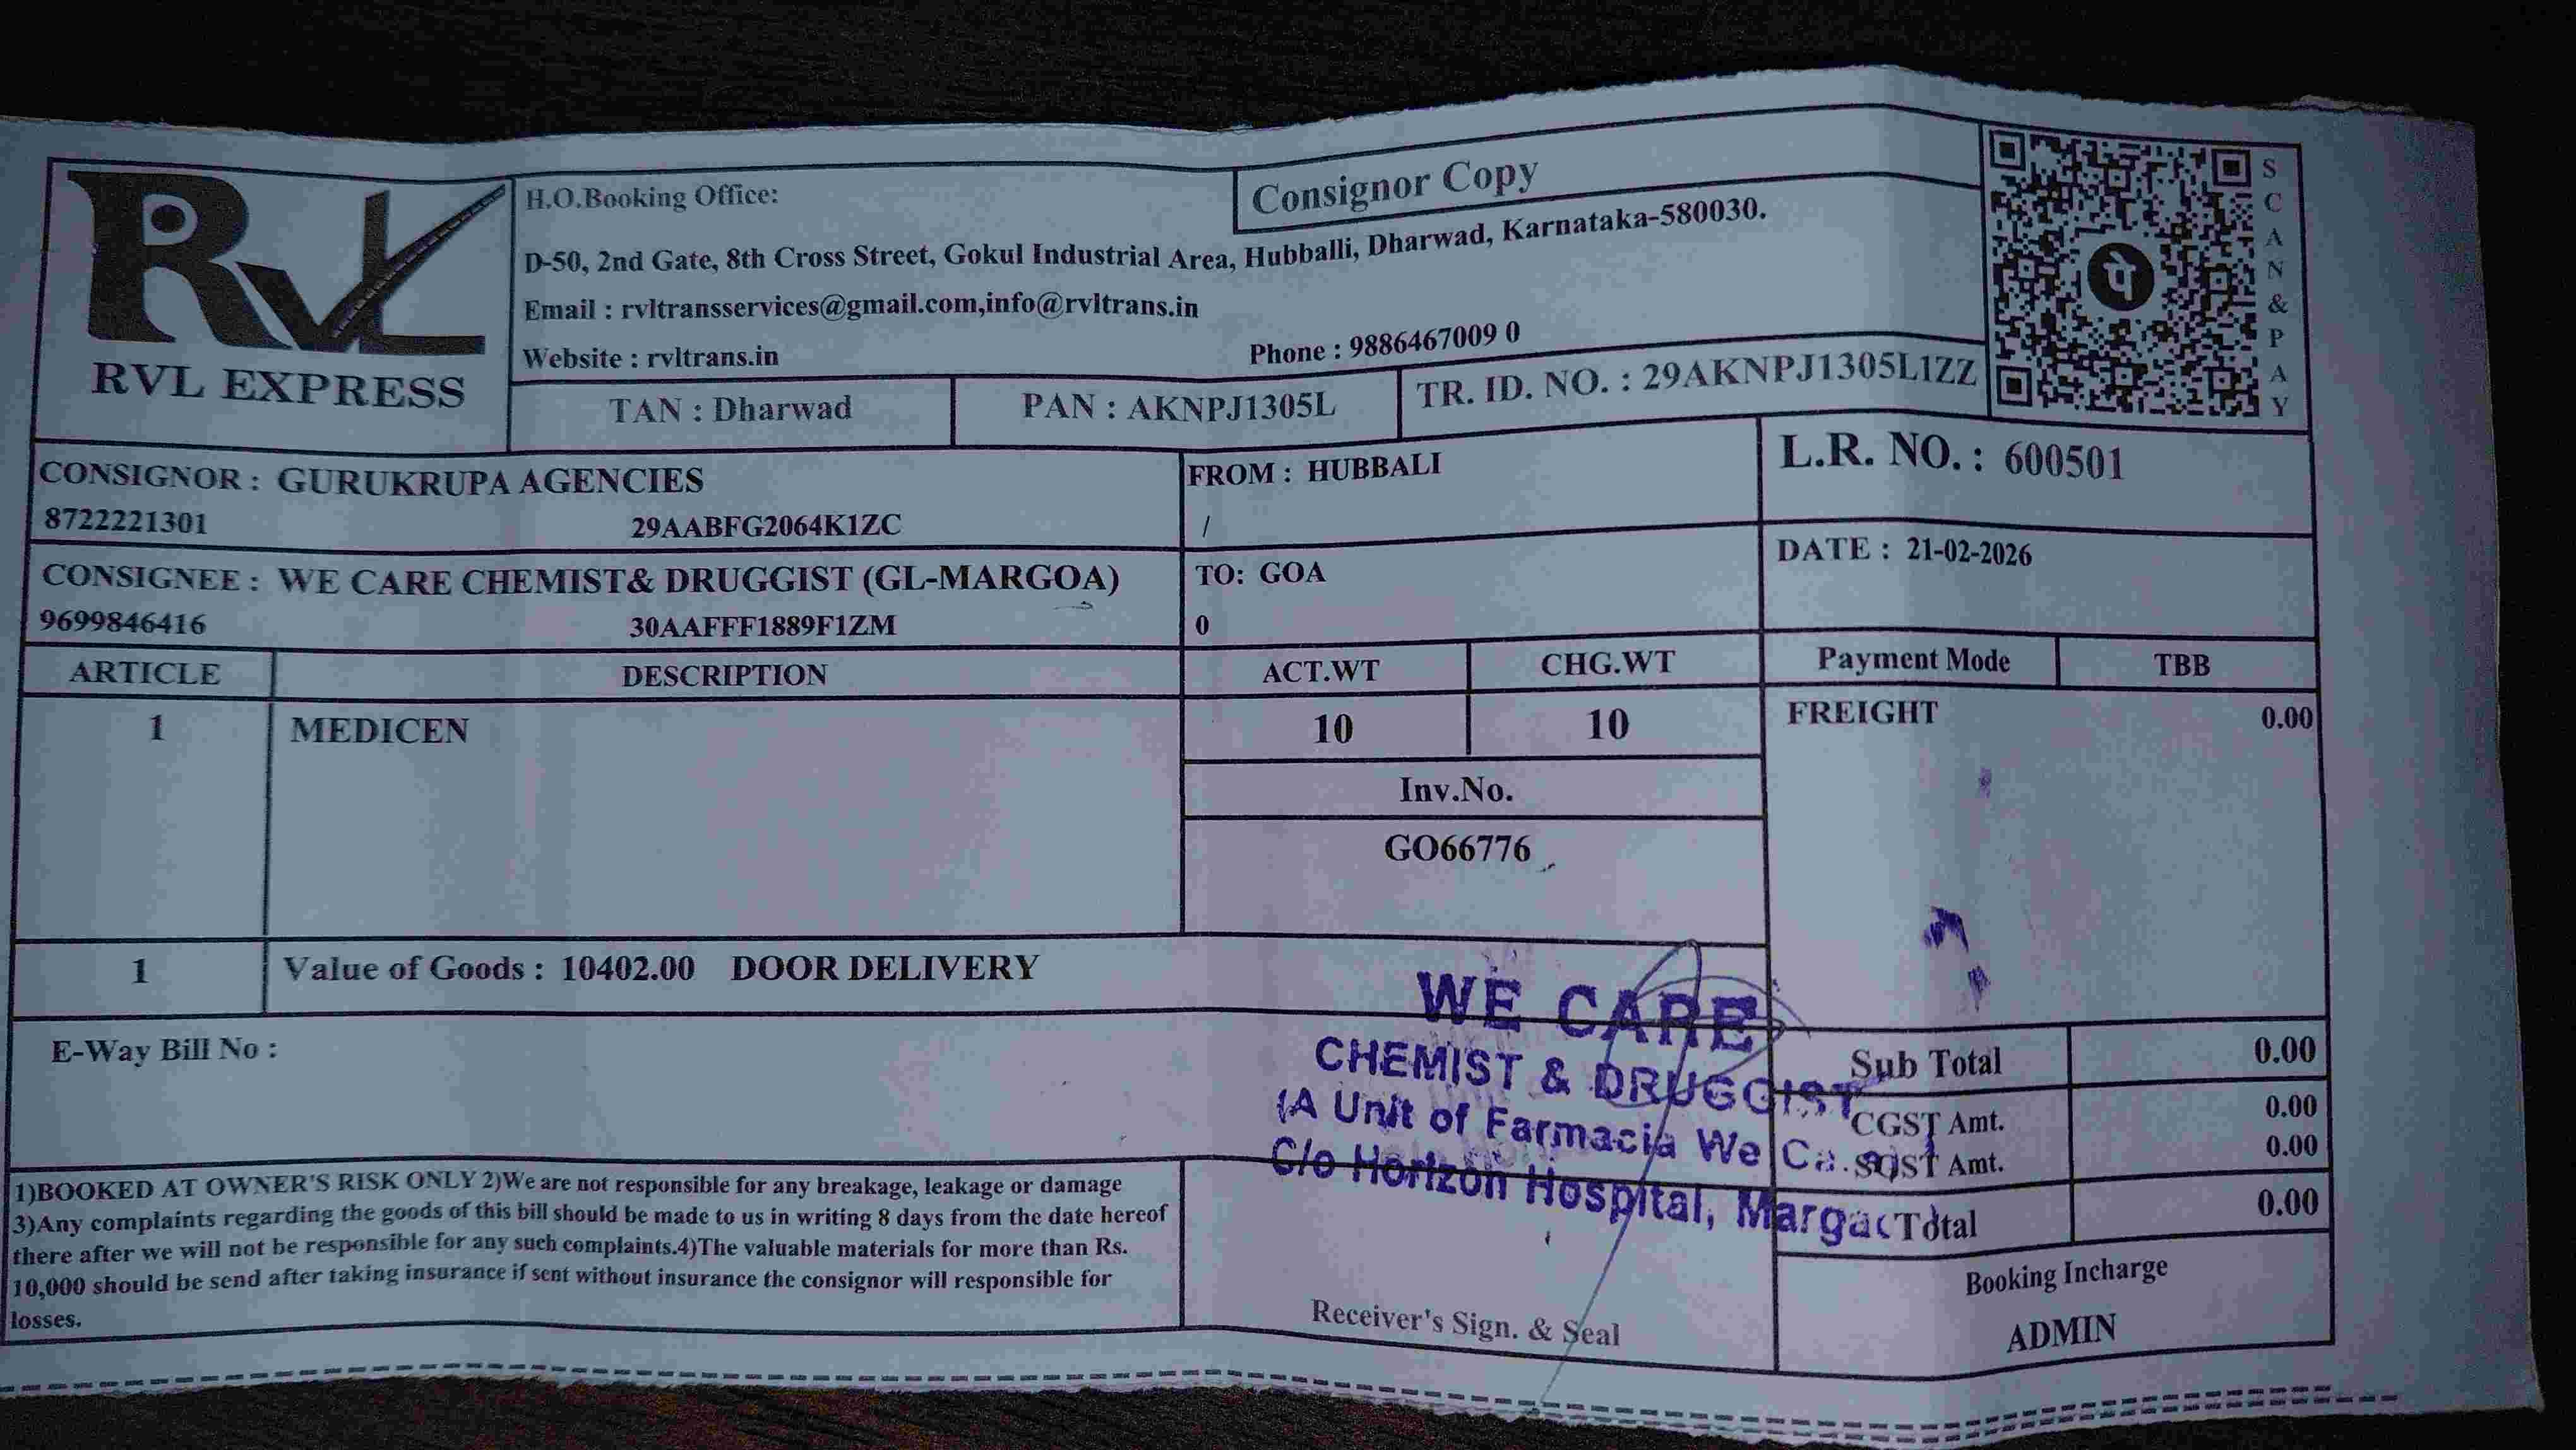 RVL
RVL EXPRESS
H.O.Booking Office:
Consignor Copy
D-50, 2nd Gate, 8th Cross Street, Gokul Industrial Area, Hubballi, Dharwad, Karnataka-580030.
Email : rvltransservices@gmail.com,info@rvltrans.in
Website : rvltrans.in
Phone : 9886467009 0
TAN : Dharwad
PAN : AKNPJ1305L
TR. ID. NO. : 29AKNPJ1305L1ZZ
पे
SCAN & PAY
CONSIGNOR : GURUKRUPA AGENCIES
8722221301 29AABFG2064K1ZC
FROM : HUBBALI
/
L.R. NO. : 600501
CONSIGNEE : WE CARE CHEMIST& DRUGGIST (GL-MARGOA)
9699846416 30AAFFF1889F1ZM
TO: GOA
0
DATE : 21-02-2026
ARTICLE DESCRIPTION ACT.WT CHG.WT Payment Mode TBB
1 MEDICEN 10 10 FREIGHT 0.00
Inv.No.
GO66776
1 Value of Goods : 10402.00 DOOR DELIVERY
E-Way Bill No :
WE CARE
CHEMIST & DRUGGIST
(A Unit of Farmacia We
C/o Horizon Hospital,
Sub Total 0.00
CGST Amt. 0.00
SGST Amt. 0.00
Total 0.00
1)BOOKED AT OWNER'S RISK ONLY 2)We are not responsible for any breakage, leakage or damage
3)Any complaints regarding the goods of this bill should be made to us in writing 8 days from the date hereof
there after we will not be responsible for any such complaints.4)The valuable materials for more than Rs.
10,000 should be send after taking insurance if sent without insurance the consignor will responsible for
losses.
Receiver's Sign. & Seal
Booking Incharge
ADMIN